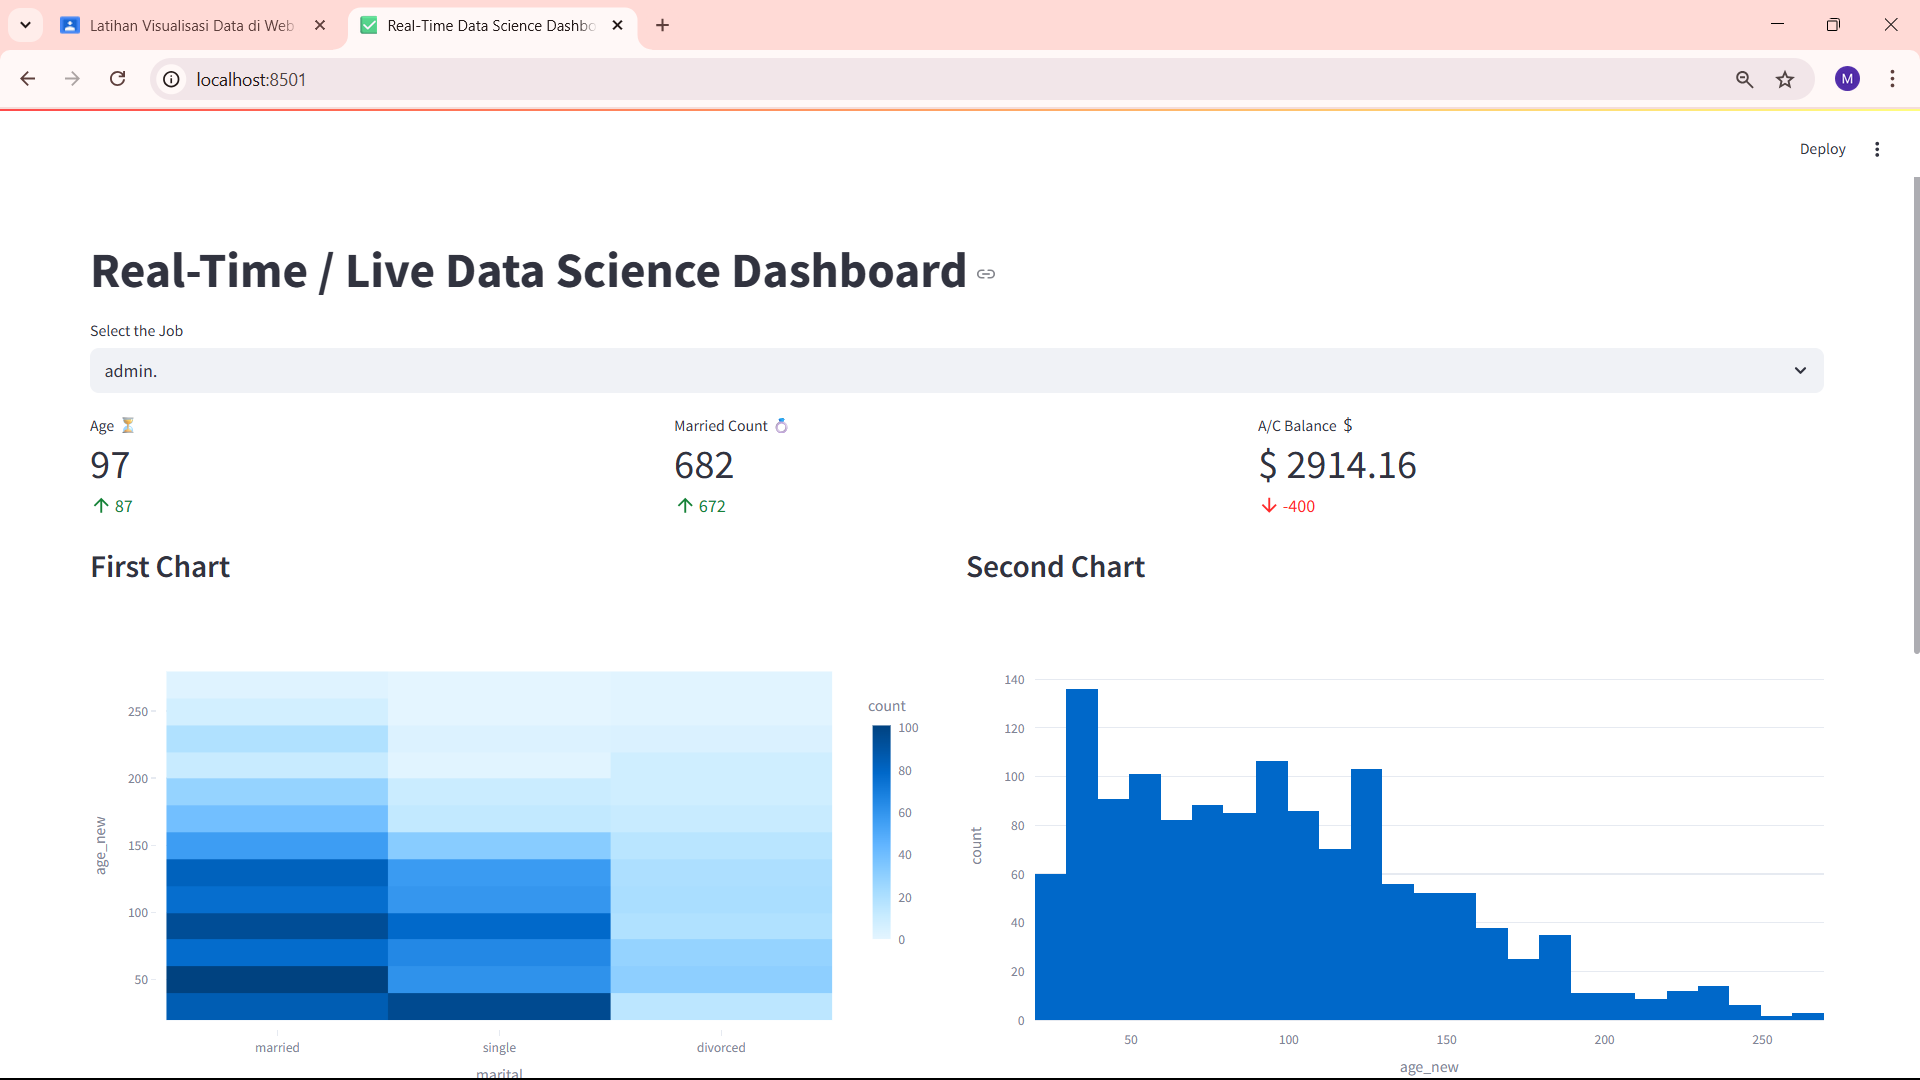 Latihan Visualisasi Data di Web
Real-Time Data Science Dashbo
localhost:8501
M
Deploy
Real-Time / Live Data Science Dashboard
Select the Job
admin.
Age ⏳
Married Count 💍
A/C Balance $
97
682
$ 2914.16
↑ 87
↑ 672
↓ -400
First Chart
Second Chart
250
200
150
100
50
age_new
married
single
divorced
marital
count
100
80
60
40
20
0
140
120
100
80
60
40
20
0
count
50
100
150
200
250
age_new